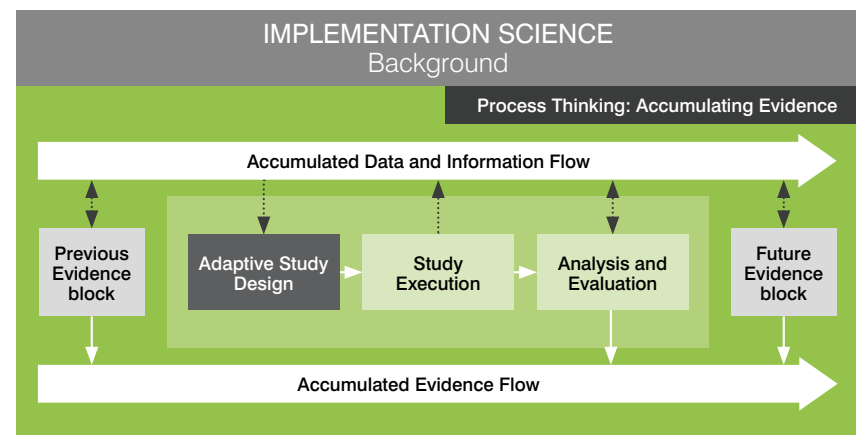 IMPLEMENTATION SCIENCE
Background
Process Thinking: Accumulating Evidence
Accumulated Data and Information Flow
Previous
Evidence
block
Adaptive Study
Design
Study
Execution
Analysis and
Evaluation
Future
Evidence
block
Accumulated Evidence Flow